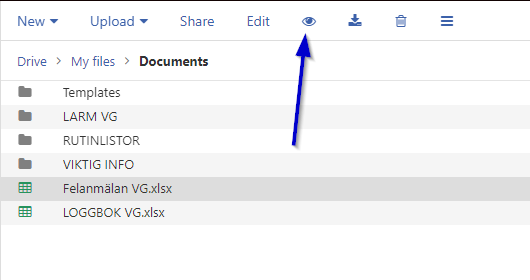 New Upload Share Edit
Drive > My files > Documents
Templates
LARM VG
RUTINLISTOR
VIKTIG INFO
Felanmälan VG.xlsx
LOGGBOK VG.xlsx